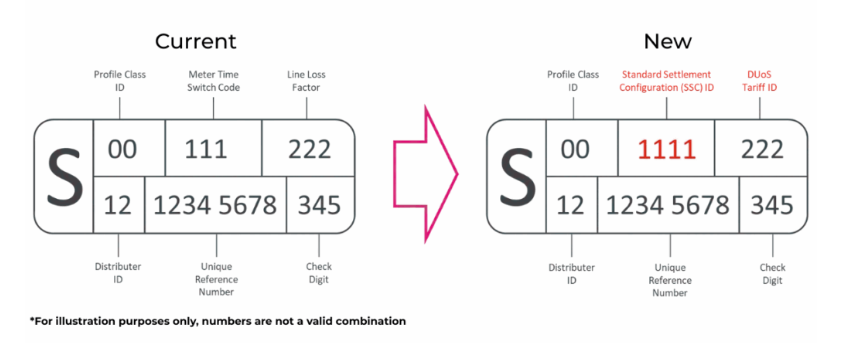 Current
Profile Class
ID
Meter Time
Switch Code
Line Loss
Factor
S
00
111
222
12
1234 5678
345
Distributer
ID
Unique
Reference
Number
Check
Digit
New
Profile Class
ID
Standard Settlement
Configuration (SSC) ID
DUoS
Tariff ID
S
00
1111
222
12
1234 5678
345
Distributer
ID
Unique
Reference
Number
Check
Digit
*For illustration purposes only, numbers are not a valid combination